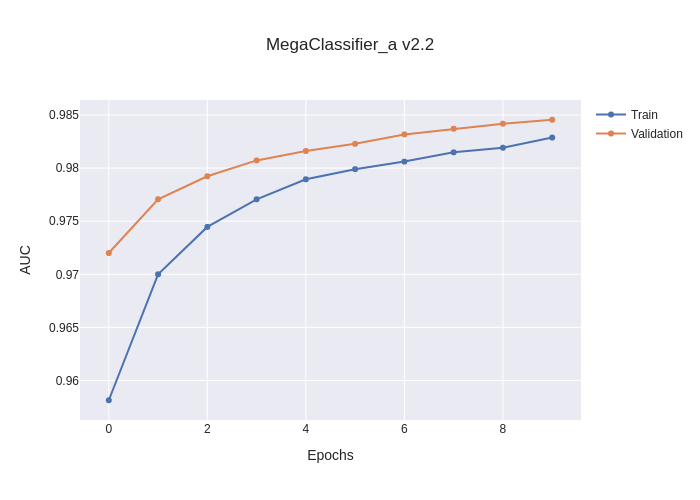 MegaClassifier_a v2.2
0.985
0.98
0.975
0.97
0.965
0.96
AUC
0 2 4 6 8
Epochs
Train
Validation